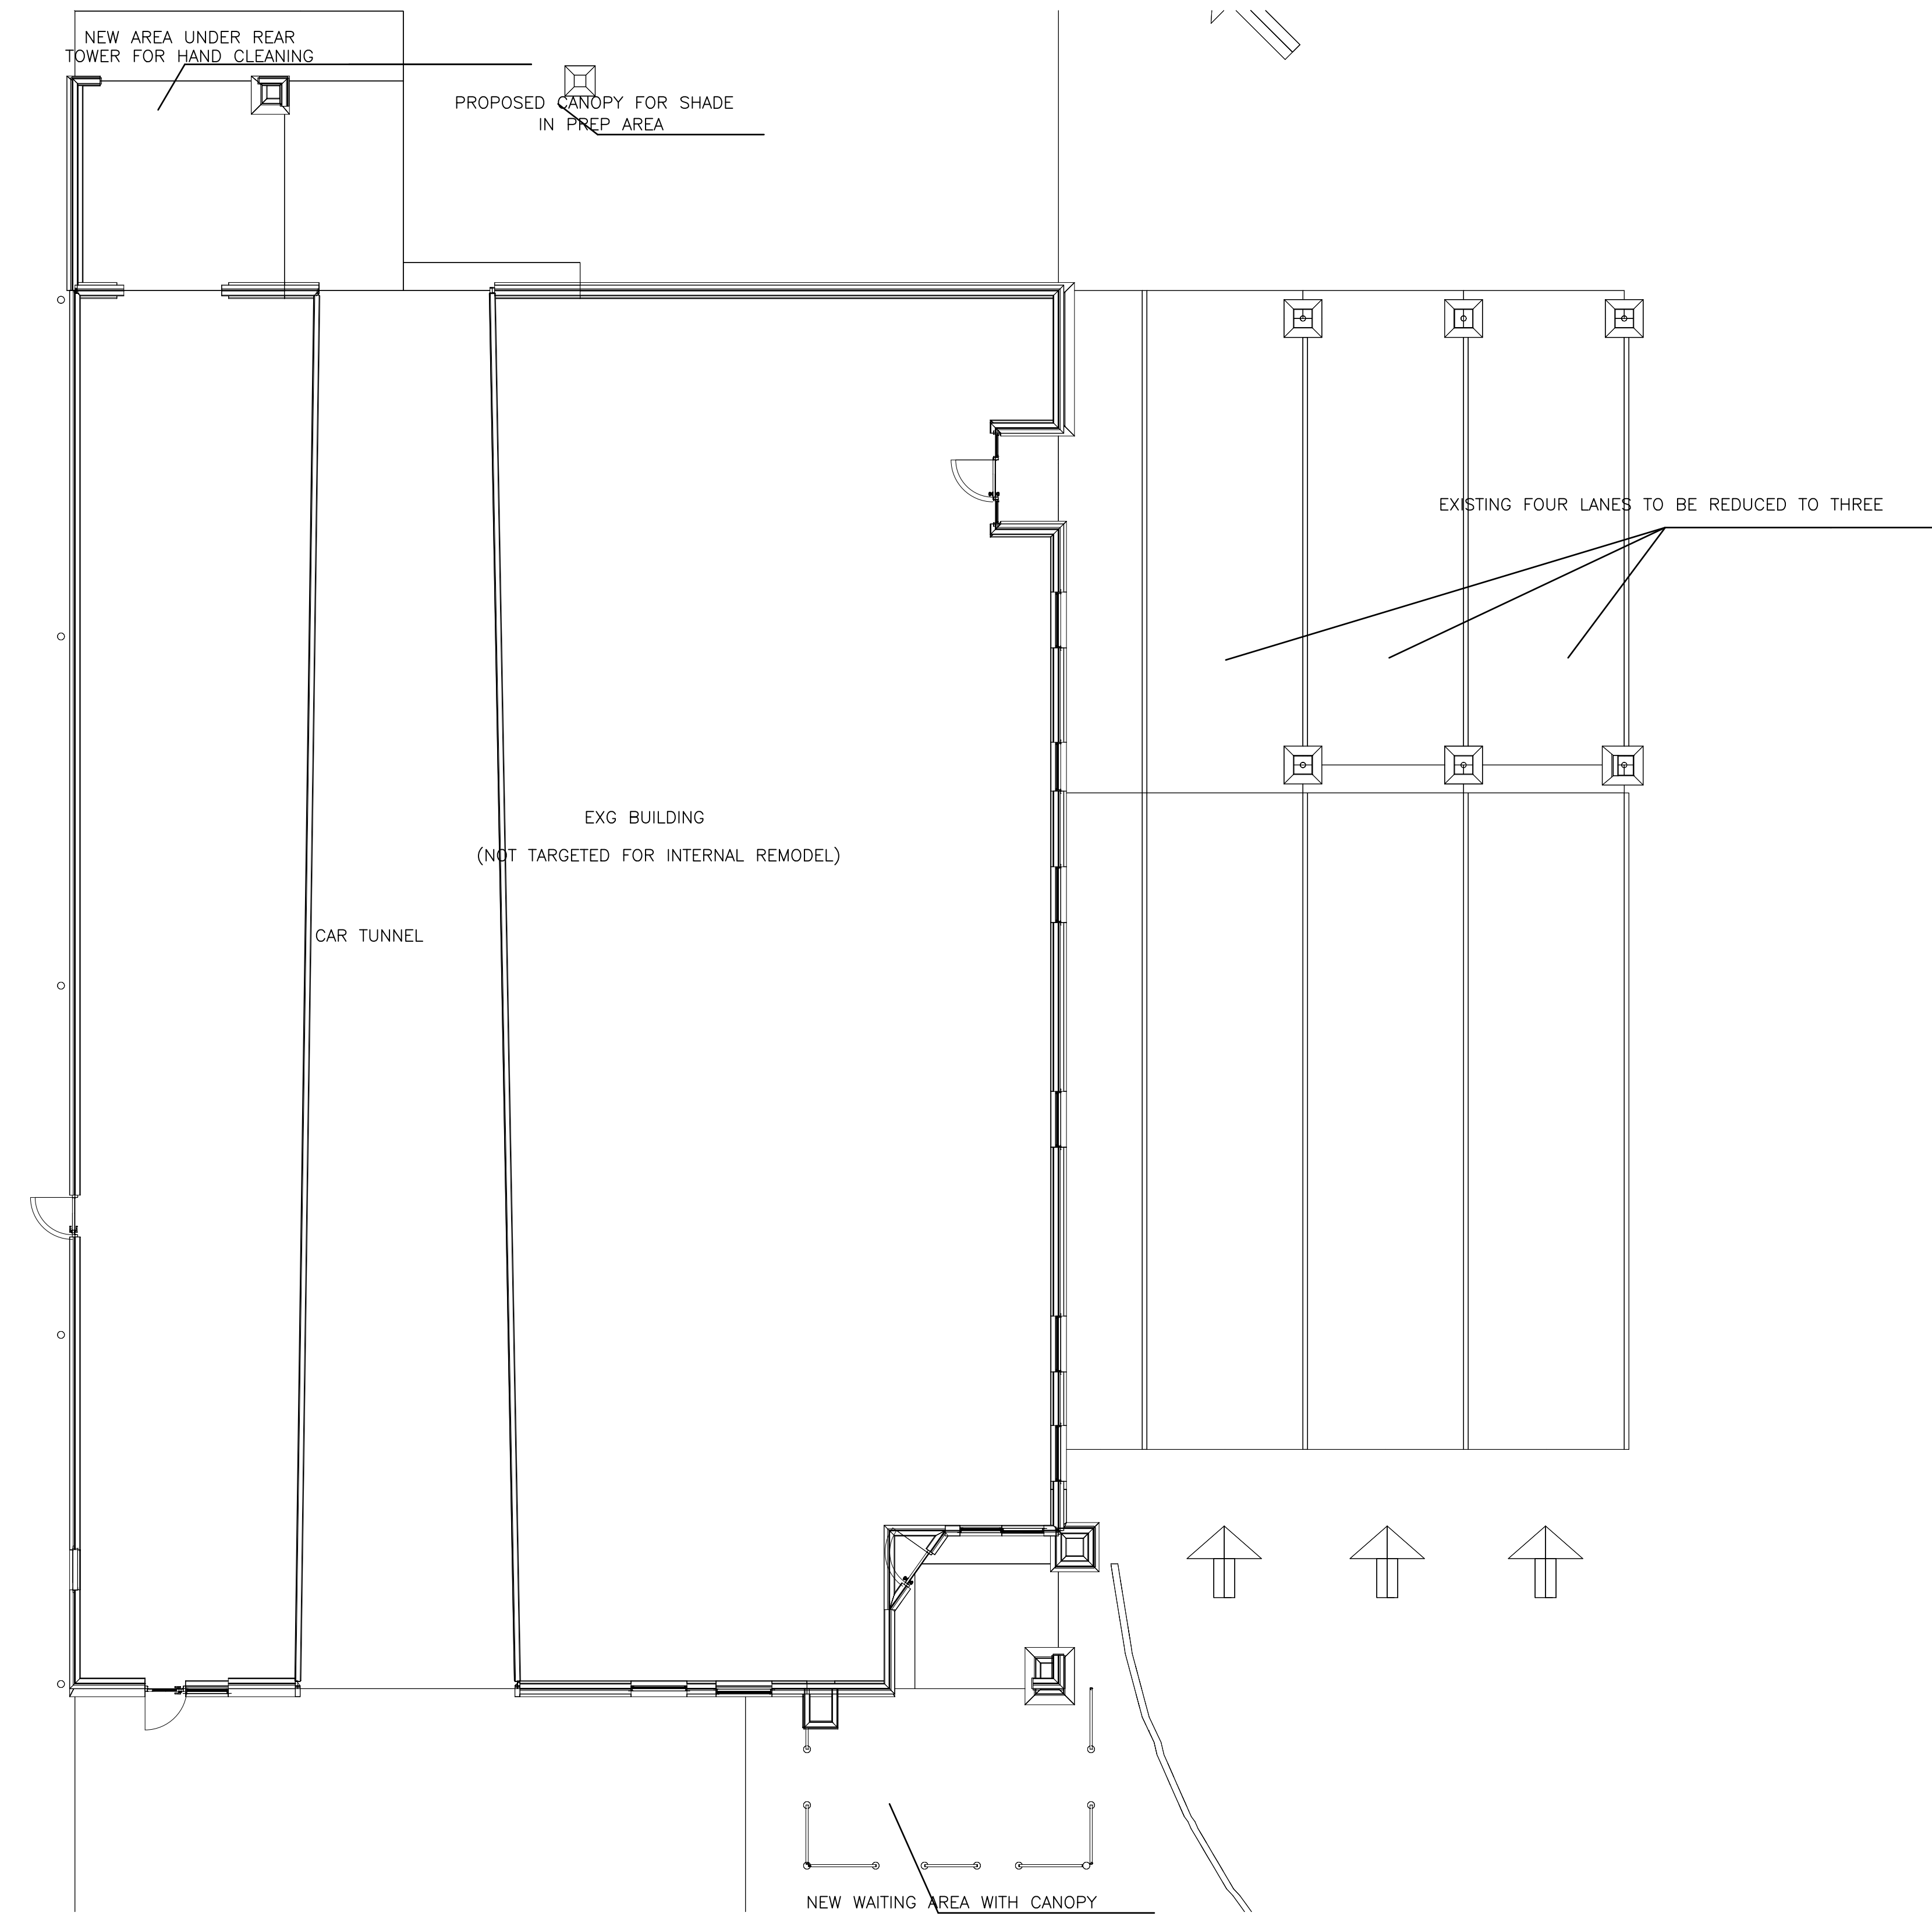 NEW AREA UNDER REAR
TOWER FOR HAND CLEANING
PROPOSED CANOPY FOR SHADE
IN PREP AREA
EXISTING FOUR LANES TO BE REDUCED TO THREE
EXG BUILDING
(NOT TARGETED FOR INTERNAL REMODEL)
CAR TUNNEL
NEW WAITING AREA WITH CANOPY